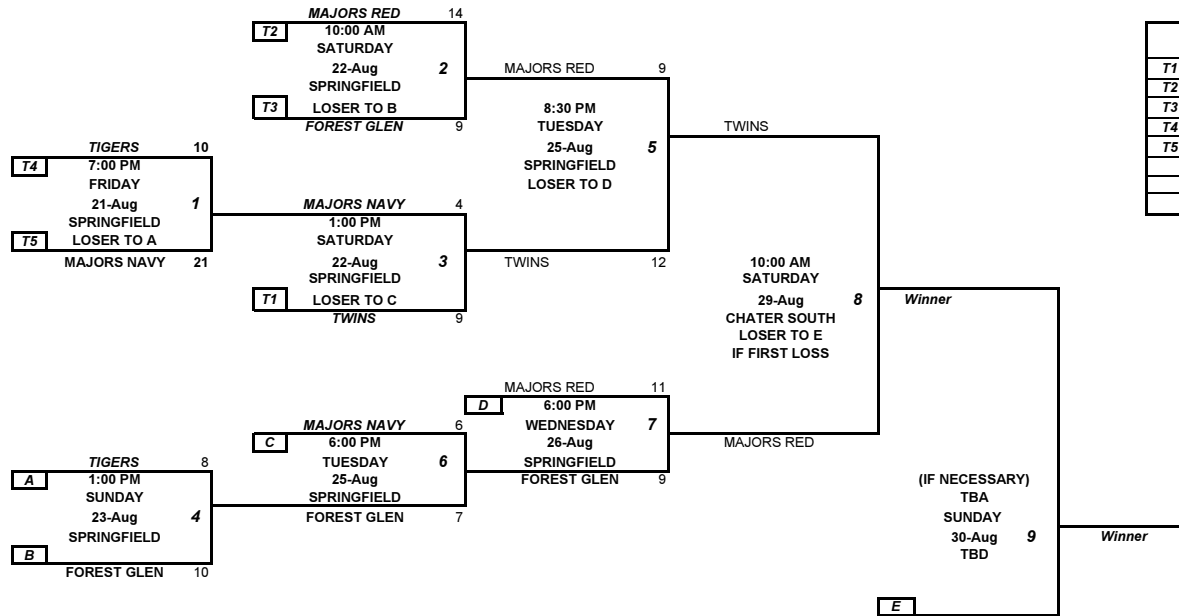 MAJORS RED 14
T2 10:00 AM
SATURDAY
22-Aug 2
SPRINGFIELD
T3 LOSER TO B
FOREST GLEN 9
TIGERS 10
T4 7:00 PM
FRIDAY
21-Aug 1
SPRINGFIELD
T5 LOSER TO A
MAJORS NAVY 21
MAJORS NAVY 4
1:00 PM
SATURDAY
22-Aug 3
SPRINGFIELD
T1 LOSER TO C
TWINS 9
MAJORS RED 9
8:30 PM
TUESDAY
25-Aug 5
SPRINGFIELD
LOSER TO D
TWINS 12
TWINS
10:00 AM
SATURDAY
29-Aug 8
CHATER SOUTH
LOSER TO E
IF FIRST LOSS
MAJORS RED
Winner
TIGERS 8
A 1:00 PM
SUNDAY
23-Aug 4
SPRINGFIELD
B
FOREST GLEN 10
MAJORS NAVY 6
C 6:00 PM
TUESDAY 6
25-Aug
SPRINGFIELD
FOREST GLEN 7
MAJORS RED 11
D 6:00 PM
WEDNESDAY 7
26-Aug
SPRINGFIELD
FOREST GLEN 9
(IF NECESSARY)
TBA
SUNDAY
30-Aug 9
TBD
E
Winner
T1
T2
T3
T4
T5